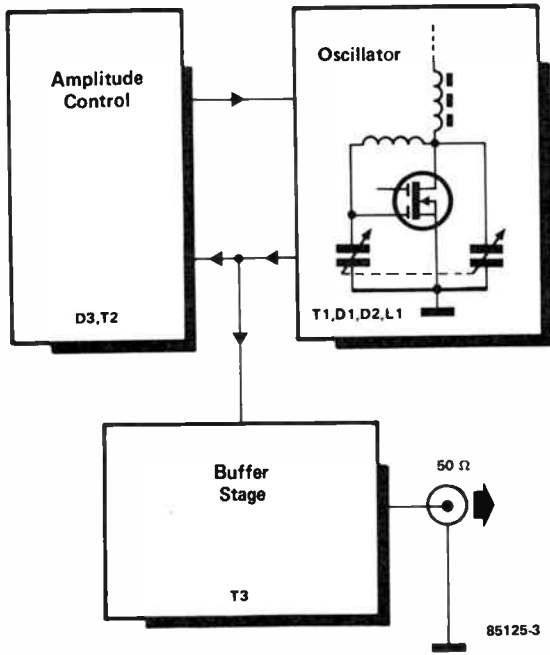 Amplitude
Control
D3,T2
Oscillator
T1,D1,D2,L1
Buffer
Stage
T3
50 Ω
85125-3